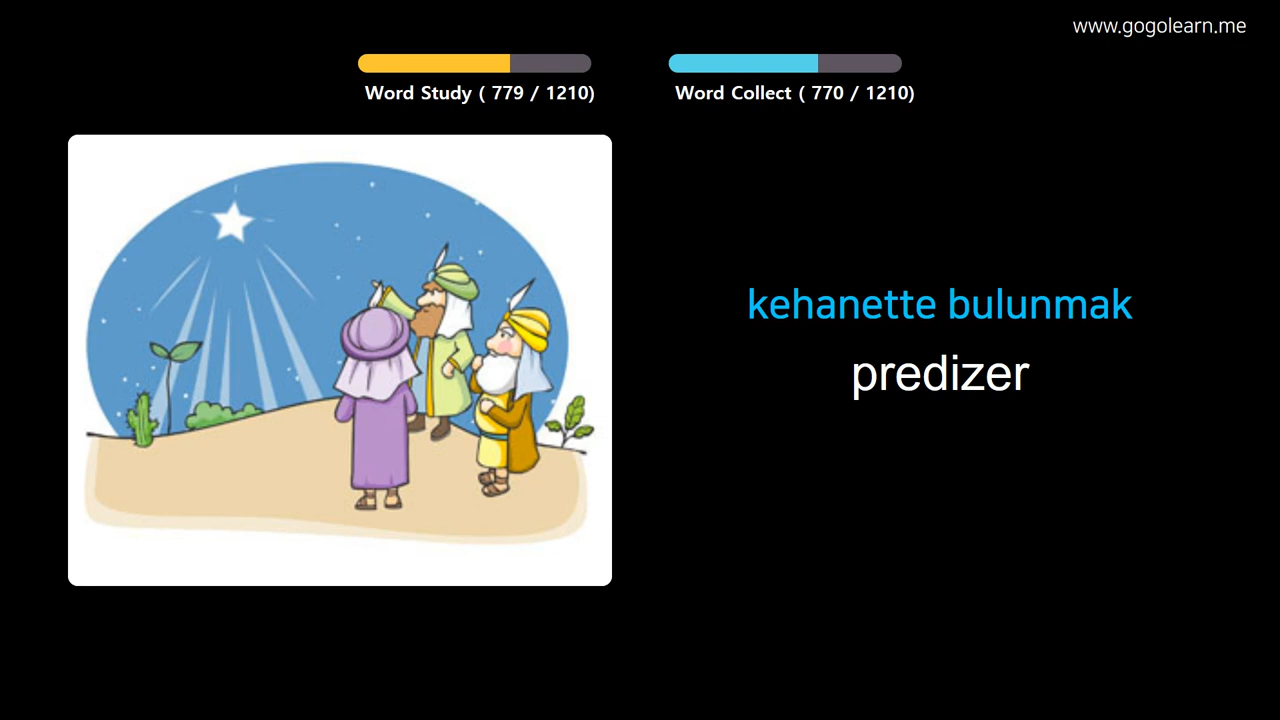 www.gogolearn.me
Word Study ( 779 / 1210)
Word Collect ( 770 / 1210)
kehanette bulunmak
predizer